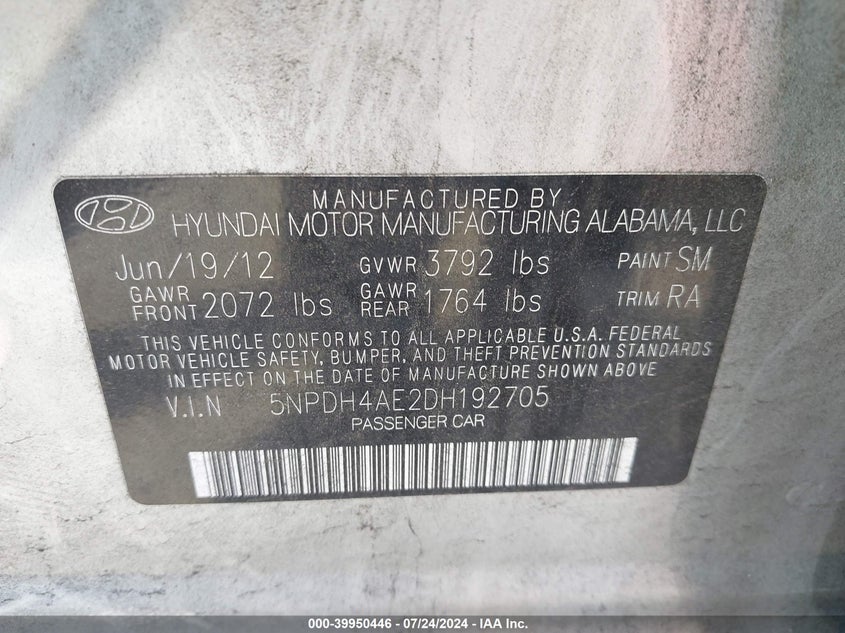 MANUFACTURED BY
HYUNDAI MOTOR MANUFACTURING ALABAMA, LLC
Jun/19/12 GVWR 3792 lbs PAINT SM
GAWR FRONT 2072 lbs GAWR REAR 1764 lbs TRIM RA
THIS VEHICLE CONFORMS TO ALL APPLICABLE U.S.A. FEDERAL
MOTOR VEHICLE SAFETY, BUMPER, AND THEFT PREVENTION STANDARDS
IN EFFECT ON THE DATE OF MANUFACTURE SHOWN ABOVE
V.I.N 5NPDH4AE2DH192705
PASSENGER CAR
000-39950446 - 07/24/2024 - IAA Inc.